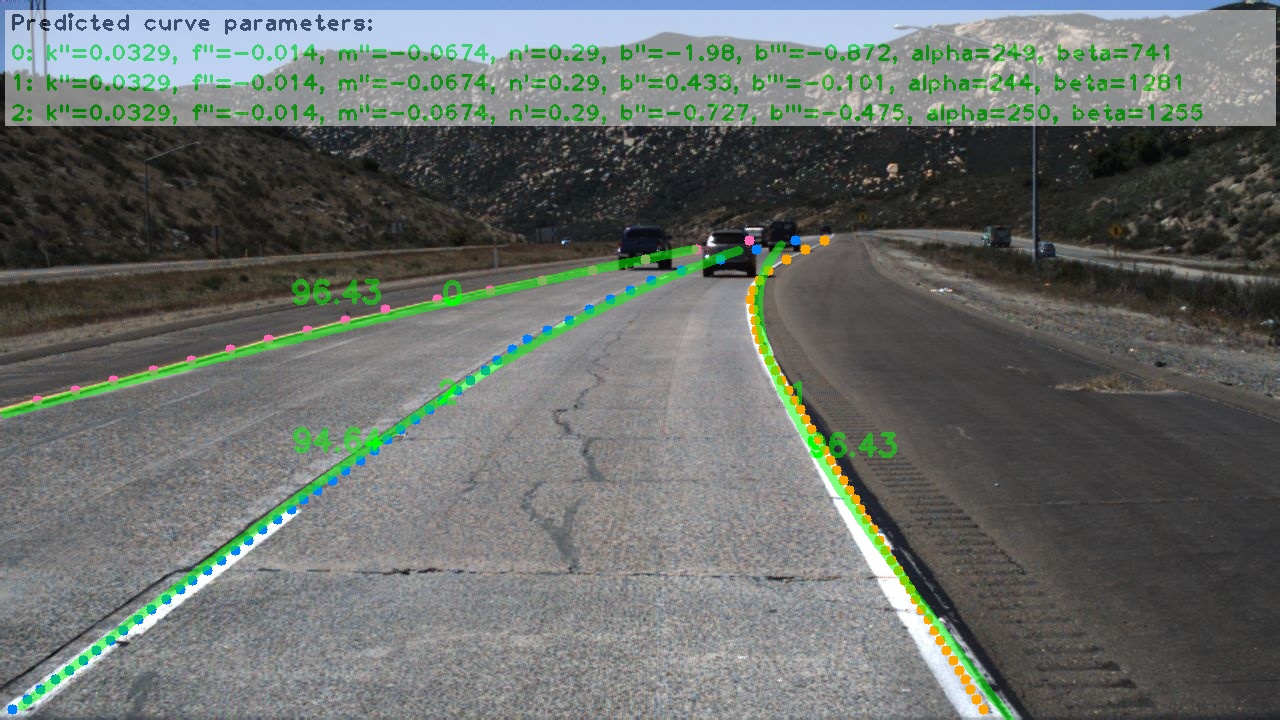 Predicted curve parameters:
0: k''=0.0329, f''=-0.014, m''=-0.0674, n'=0.29, b''=-1.98, b'''=-0.872, alpha=249, beta=741
1: k''=0.0329, f''=-0.014, m''=-0.0674, n'=0.29, b''=0.433, b'''=-0.101, alpha=244, beta=1281
2: k''=0.0329, f''=-0.014, m''=-0.0674, n'=0.29, b''=-0.727, b'''=-0.475, alpha=250, beta=1255
96.43 0
2 1
94.64 96.43